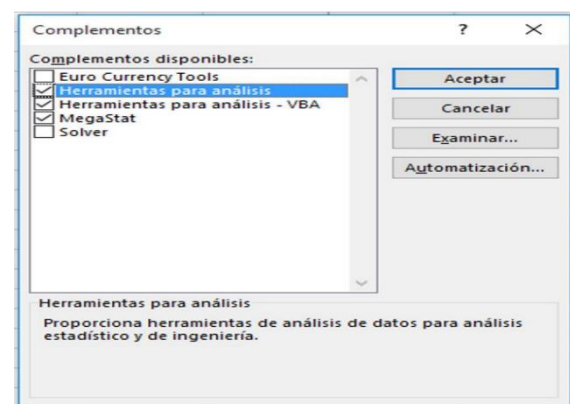 Complementos
Complementos disponibles:
Euro Currency Tools
Herramientas para análisis
Herramientas para análisis - VBA
MegaStat
Solver
Aceptar
Cancelar
Examinar...
Automatización...
Herramientas para análisis
Proporciona herramientas de análisis de datos para análisis
estadístico y de ingeniería.